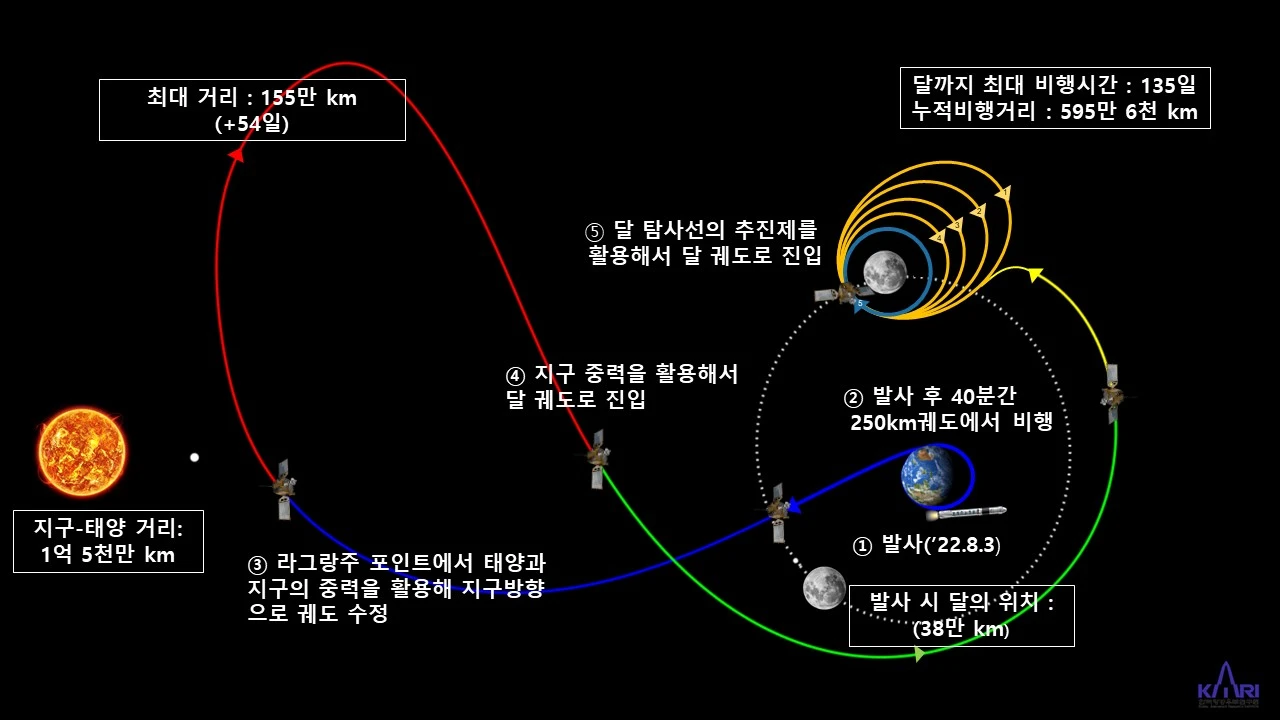 최대 거리 : 155만 km
(+54일)
달까지 최대 비행시간 : 135일
누적비행거리 : 595만 6천 km
⑤ 달 탐사선의 추진제를
활용해서 달 궤도로 진입
1
2
3
4
5
④ 지구 중력을 활용해서
달 궤도로 진입
② 발사 후 40분간
250km궤도에서 비행
지구-태양 거리:
1억 5천만 km
③ 라그랑주 포인트에서 태양과
지구의 중력을 활용해 지구방향
으로 궤도 수정
① 발사(’22.8.3)
발사 시 달의 위치 :
(38만 km)
KARI